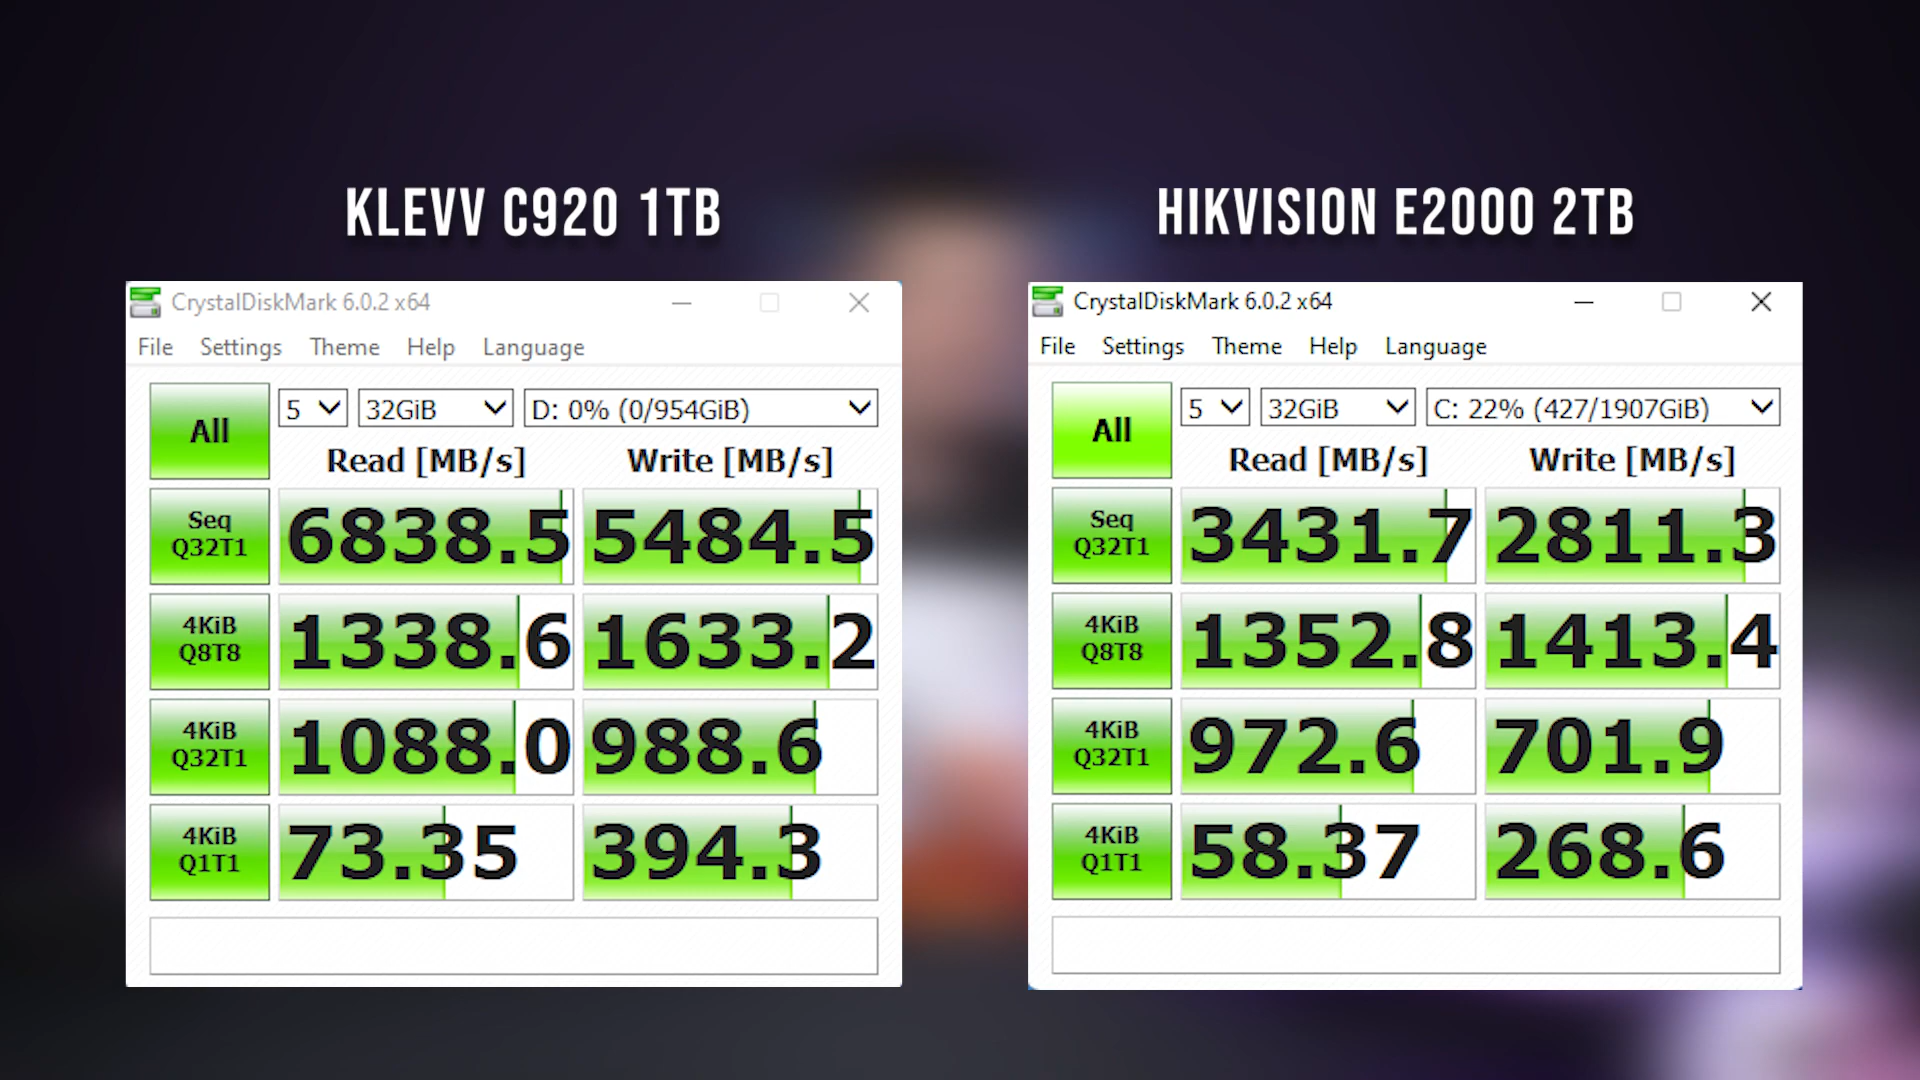 KLEVV C920 1TB
CrystalDiskMark 6.0.2 x64
File Settings Theme Help Language
All 5 32GiB D: 0% (0/954GiB)
Read [MB/s] Write [MB/s]
Seq
Q32T1 6838.5 5484.5
4KiB
Q8T8 1338.6 1633.2
4KiB
Q32T1 1088.0 988.6
4KiB
Q1T1 73.35 394.3
HIKVISION E2000 2TB
CrystalDiskMark 6.0.2 x64
File Settings Theme Help Language
All 5 32GiB C: 22% (427/1907GiB)
Read [MB/s] Write [MB/s]
Seq
Q32T1 3431.7 2811.3
4KiB
Q8T8 1352.8 1413.4
4KiB
Q32T1 972.6 701.9
4KiB
Q1T1 58.37 268.6